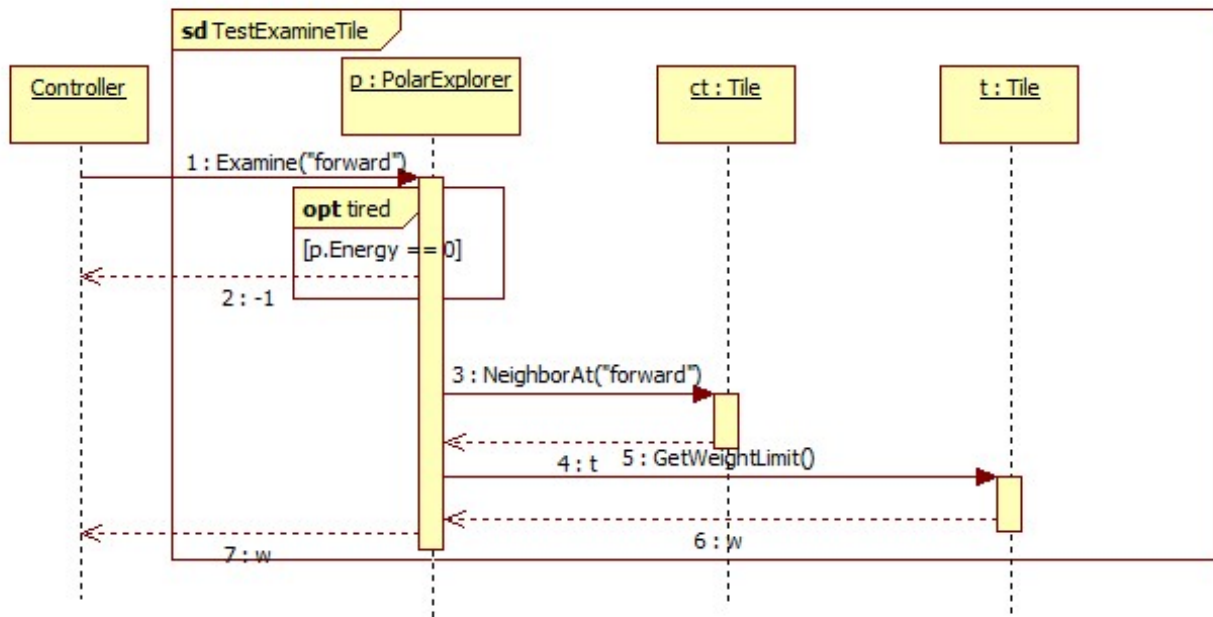 sd TestExamineTile
Controller
p : PolarExplorer
ct : Tile
t : Tile
1 : Examine("forward")
opt tired
[p.Energy == 0]
2 : -1
3 : NeighborAt("forward")
4 : t
5 : GetWeightLimit()
6 : w
7 : w